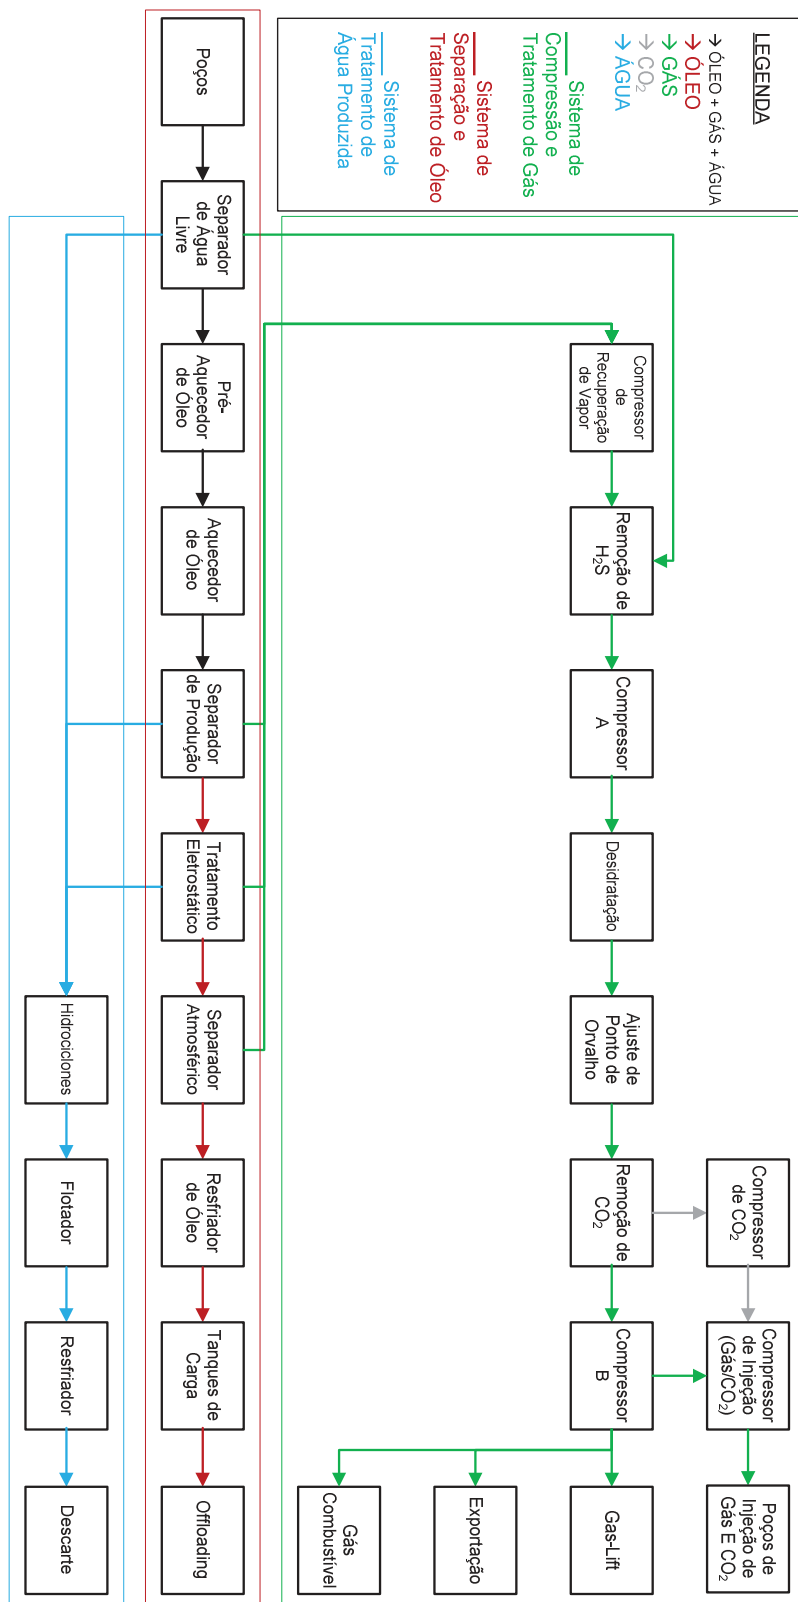 LEGENDA
→ ÓLEO + GÁS + ÁGUA
→ ÓLEO
→ GÁS
→ CO₂
→ ÁGUA
Sistema de
Compressão e
Tratamento de Gás
Sistema de
Separação e
Tratamento de Óleo
Sistema de
Tratamento de
Água Produzida
Compressor
de CO₂
Compressor
de Injeção
(Gás/CO₂)
Poços de
Injeção de
Gás E CO₂
Compressor
de
Recuperação
de Vapor
Remoção de
H₂S
Compressor
A
Desidratação
Ajuste de
Ponto de
Orvalho
Remoção de
CO₂
Compressor
B
Gas-Lift
Exportação
Gás
Combustível
Poços
Separador
de Água
Livre
Pré-
Aquecedor
de Óleo
Aquecedor
de Óleo
Separador
de Produção
Tratamento
Eletrostático
Separador
Atmosférico
Resfriador
de Óleo
Tanques de
Carga
Offloading
Hidrociclones
Flotador
Resfriador
Descarte